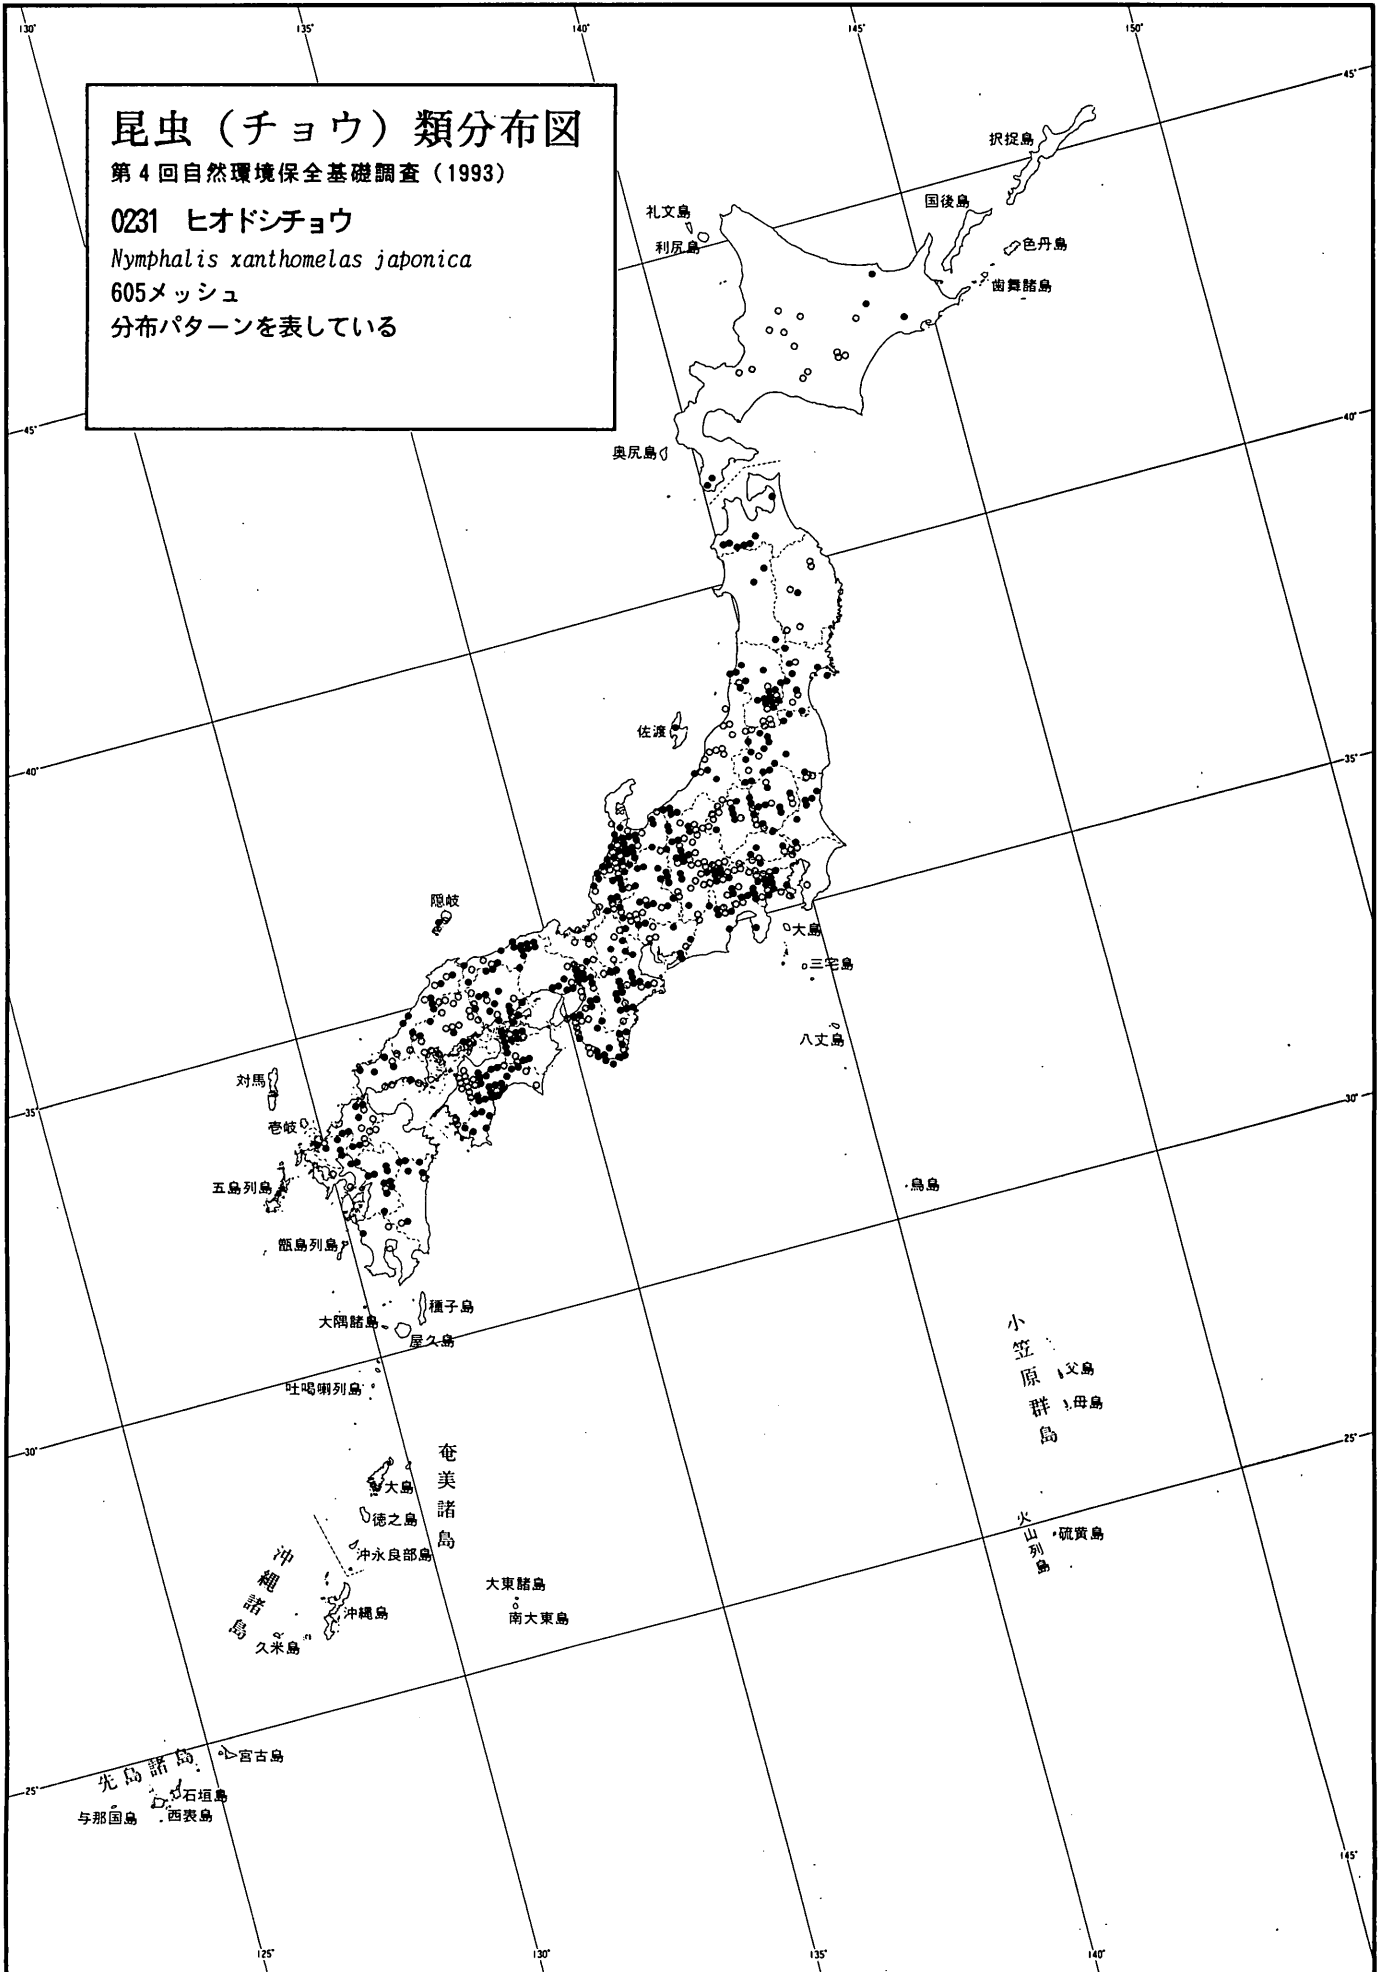 130°
135°
140°
145°
150°
昆虫（チョウ）類分布図
第4回自然環境保全基礎調査（1993）
0231 ヒオドシチョウ
Nymphalis xanthomelas japonica
605メッシュ
分布パターンを表している
45°
択捉島
国後島
礼文島
利尻島
色丹島
歯舞諸島
40°
45°
奥尻島
佐渡
35°
40°
隠岐
大島
三宅島
八丈島
対馬
30°
35°
壱岐
五島列島
鳥島
甑島列島
種子島
大隅諸島
屋久島
小笠原群島
父島
吐噶喇列島
母島
25°
30°
奄美諸島
大島
徳之島
火山列島
硫黄島
沖永良部島
沖縄諸島
大東諸島
沖縄島
南大東島
久米島
先島諸島
宮古島
25°
石垣島
与那国島
西表島
145°
125°
130°
135°
140°